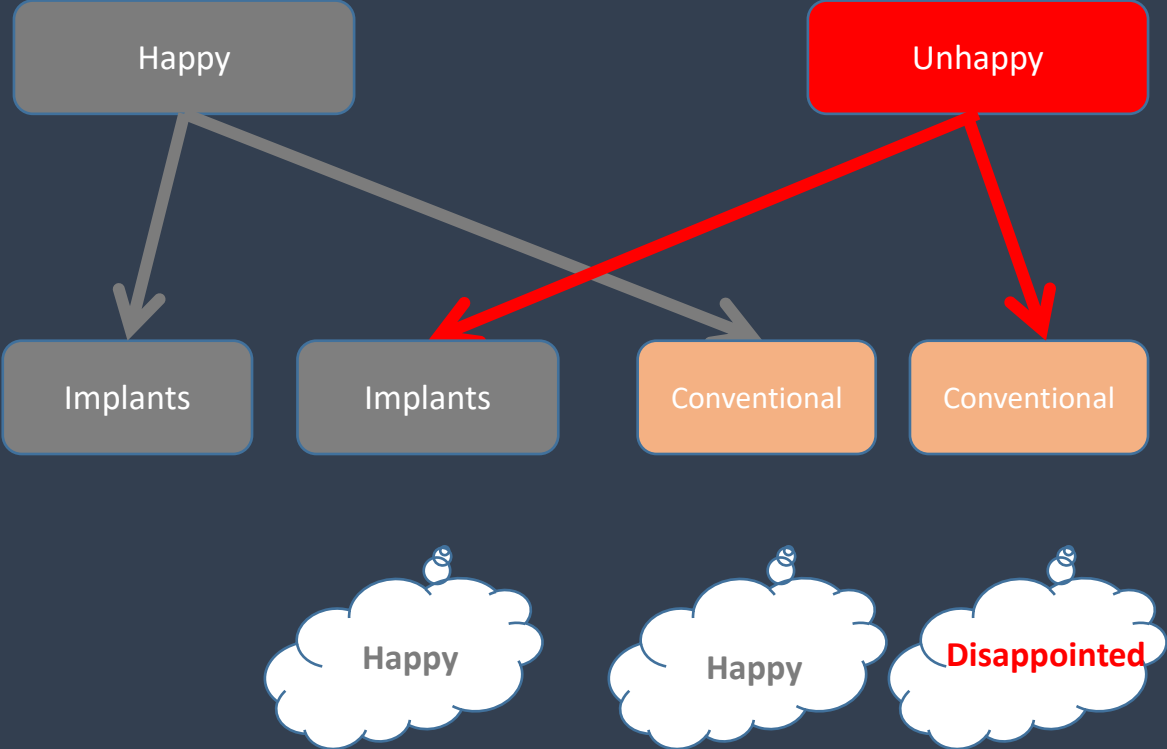 Happy
Unhappy
Implants
Implants
Conventional
Conventional
Happy
Happy
Disappointed